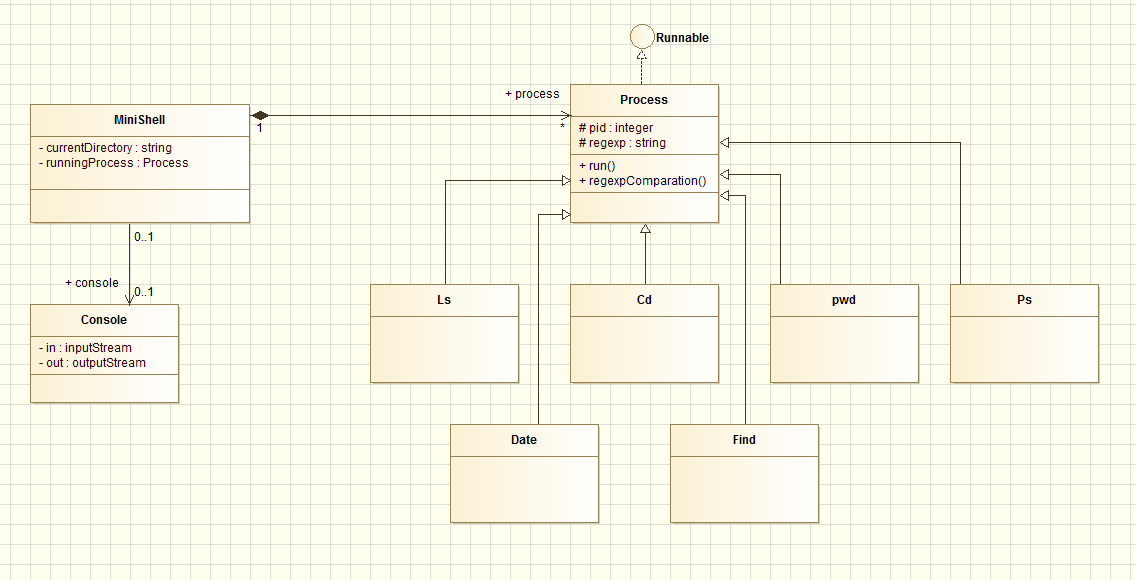 Runnable
+ process
Process
MiniShell
1
*
# pid : integer
# regexp : string
- currentDirectory : string
- runningProcess : Process
+ run()
+ regexpComparation()
0..1
+ console
0..1
Console
- in : inputStream
- out : outputStream
Ls
Cd
pwd
Ps
Date
Find